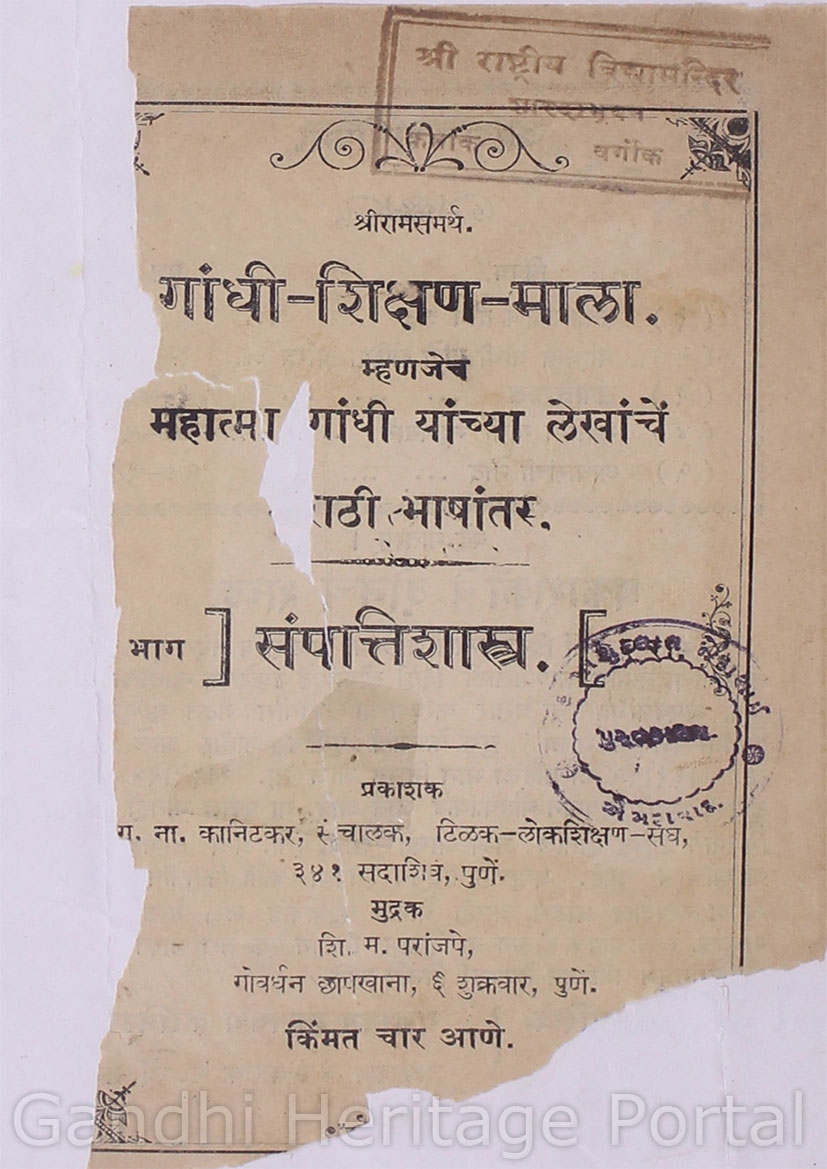 श्री राष्ट्रीय विद्यामन्दिर
वर्गांक
श्रीरामसमर्थ.
गांधी-शिक्षण-माला.
म्हणजेच
महात्मा गांधी यांच्या लेखांचें
राठी भाषांतर.
भाग ] संपात्तिशास्त्र. [
प्रकाशक
ग. ना. कानिटकर, संचालक, टिळक-लोकशिक्षण-संघ,
३४१ सदाशिव, पुणें.
मुद्रक
शि. म. परांजपे,
गोवर्धन छापखाना, ६ शुक्रवार, पुणें.
किंमत चार आणे.
Gandhi Heritage Portal